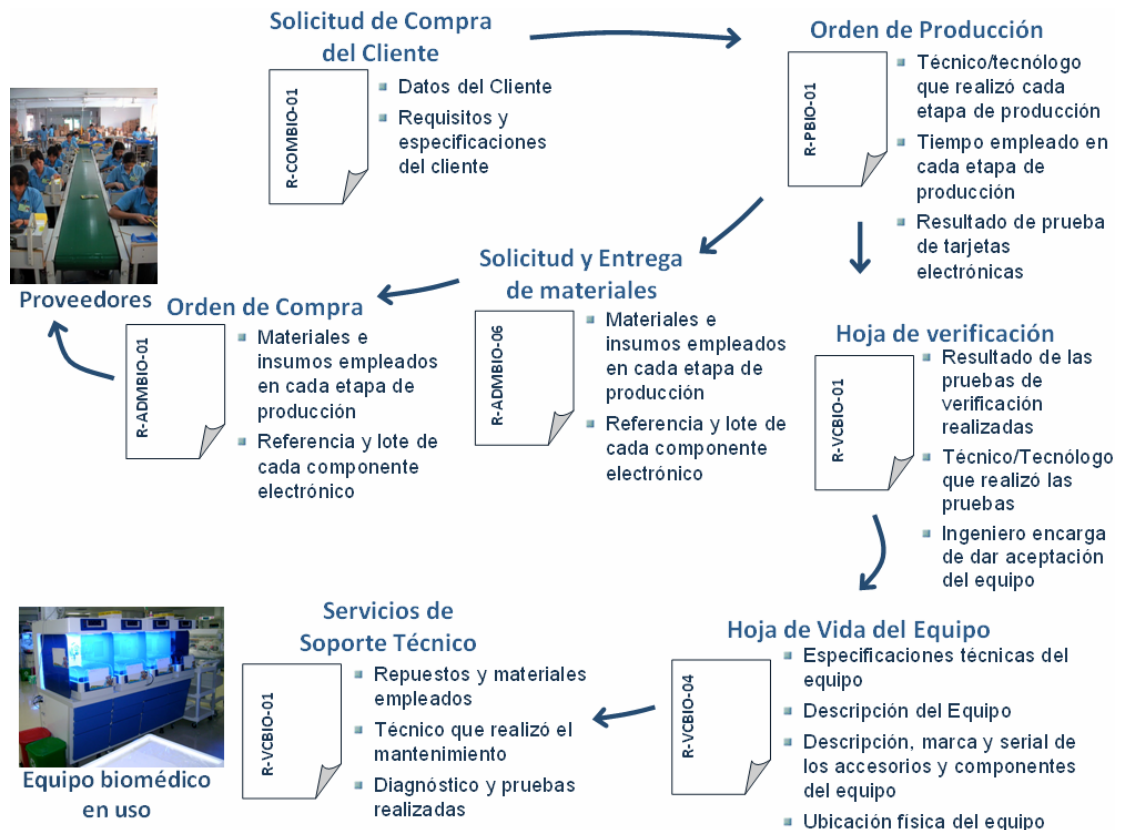 Solicitud de Compra
del Cliente
R-COMBIO-01
Datos del Cliente
Requisitos y
especificaciones
del cliente
Orden de Producción
R-PBIO-01
Técnico/tecnólogo
que realizó cada
etapa de producción
Tiempo empleado en
cada etapa de
producción
Resultado de prueba
de tarjetas
electrónicas
Solicitud y Entrega
de materiales
R-ADMBIO-06
Materiales e
insumos empleados
en cada etapa de
producción
Referencia y lote de
cada componente
electrónico
Orden de Compra
R-ADMBIO-01
Materiales e
insumos empleados
en cada etapa de
producción
Referencia y lote de
cada componente
electrónico
Proveedores
Hoja de verificación
R-VCBIO-01
Resultado de las
pruebas de
verificación
realizadas
Técnico/Tecnólogo
que realizó las
pruebas
Ingeniero encarga
de dar aceptación
del equipo
Hoja de Vida del Equipo
R-VCBIO-04
Especificaciones técnicas del
equipo
Descripción del Equipo
Descripción, marca y serial de
los accesorios y componentes
del equipo
Ubicación física del equipo
Servicios de
Soporte Técnico
R-VCBIO-01
Repuestos y materiales
empleados
Técnico que realizó el
mantenimiento
Diagnóstico y pruebas
realizadas
Equipo biomédico
en uso